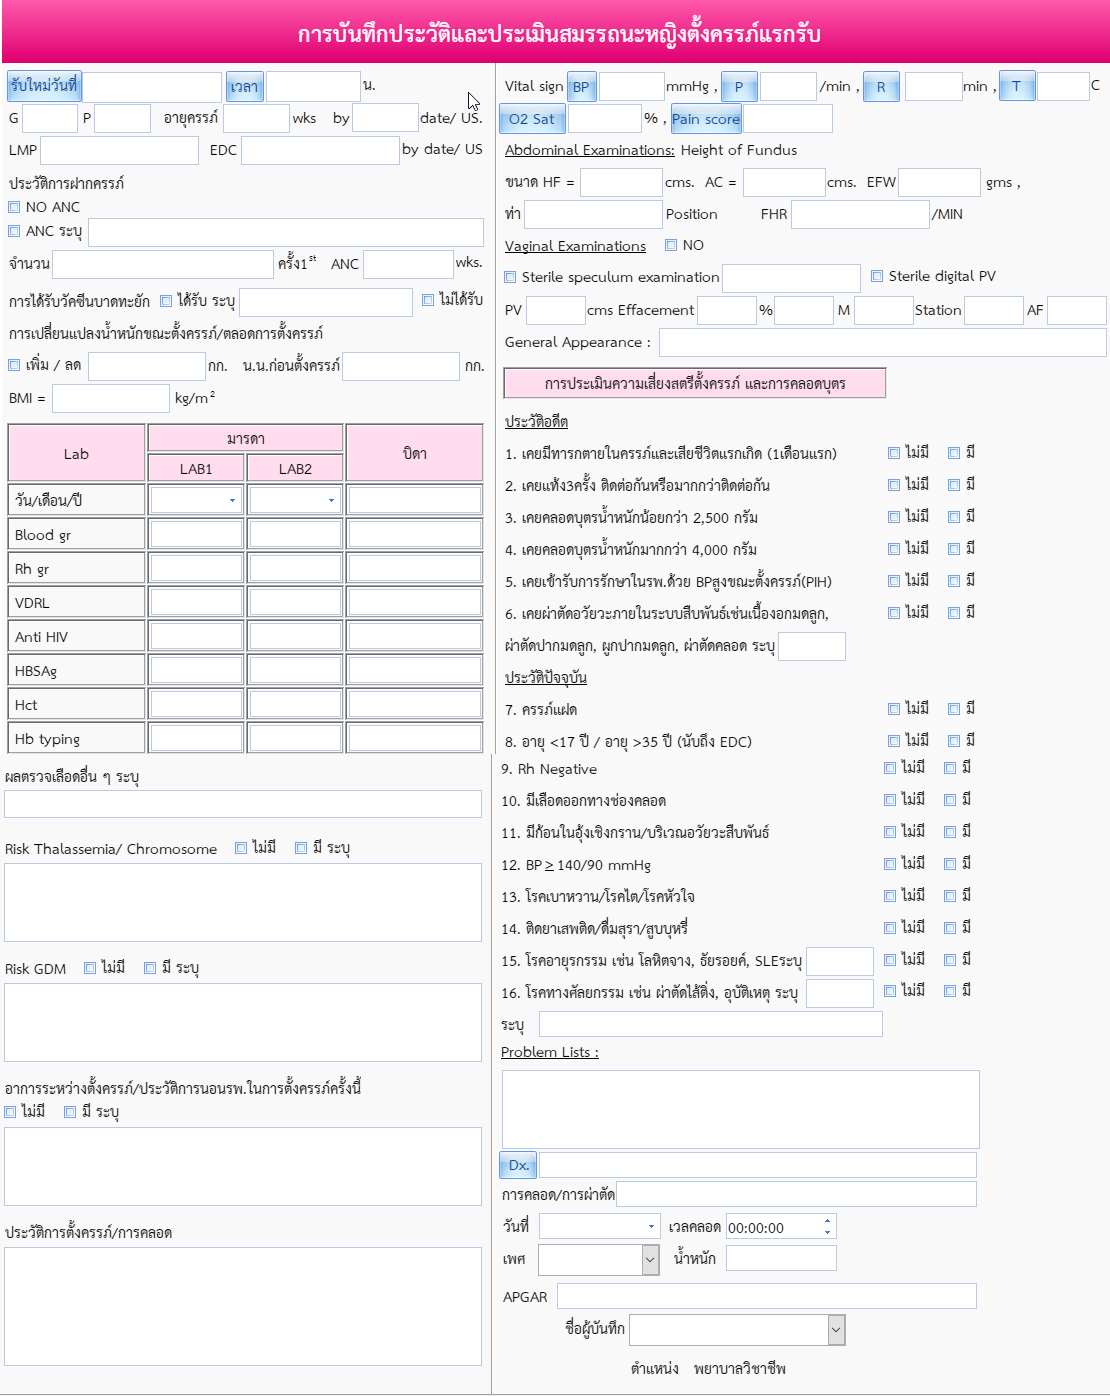 การบันทึกประวัติและประเมินสมรรถนะหญิงตั้งครรภ์แรกรับ
รับใหม่วันที่ เวลา น.
G P อายุครรภ์ wks by date/ US.
LMP EDC by date/ US
ประวัติการฝากครรภ์
NO ANC
ANC ระบุ
จำนวน ครั้ง1st ANC wks.
การได้รับวัคซีนบาดทะยัก ได้รับ ระบุ ไม่ได้รับ
การเปลี่ยนแปลงน้ำหนักขณะตั้งครรภ์/ตลอดการตั้งครรภ์
เพิ่ม / ลด กก. น.น.ก่อนตั้งครรภ์ กก.
BMI = kg/m²
Lab มารดา บิดา
LAB1 LAB2
วัน/เดือน/ปี
Blood gr
Rh gr
VDRL
Anti HIV
HBSAg
Hct
Hb typing
ผลตรวจเลือดอื่น ๆ ระบุ
Risk Thalassemia/ Chromosome ไม่มี มี ระบุ
Risk GDM ไม่มี มี ระบุ
อาการระหว่างตั้งครรภ์/ประวัติการนอนรพ.ในการตั้งครรภ์ครั้งนี้
ไม่มี มี ระบุ
ประวัติการตั้งครรภ์/การคลอด
Vital sign BP mmHg , P /min , R min , T C
O2 Sat % , Pain score
Abdominal Examinations: Height of Fundus
ขนาด HF = cms. AC = cms. EFW gms ,
ท่า Position FHR /MIN
Vaginal Examinations NO
Sterile speculum examination Sterile digital PV
PV cms Effacement % M Station AF
General Appearance :
การประเมินความเสี่ยงสตรีตั้งครรภ์ และการคลอดบุตร
ประวัติอดีต
1. เคยมีทารกตายในครรภ์และเสียชีวิตแรกเกิด (1เดือนแรก) ไม่มี มี
2. เคยแท้ง3ครั้ง ติดต่อกันหรือมากกว่าติดต่อกัน ไม่มี มี
3. เคยคลอดบุตรน้ำหนักน้อยกว่า 2,500 กรัม ไม่มี มี
4. เคยคลอดบุตรน้ำหนักมากกว่า 4,000 กรัม ไม่มี มี
5. เคยเข้ารับการรักษาในรพ.ด้วย BPสูงขณะตั้งครรภ์(PIH) ไม่มี มี
6. เคยผ่าตัดอวัยวะภายในระบบสืบพันธ์เช่นเนื้องอกมดลูก, ไม่มี มี
ผ่าตัดปากมดลูก, ผูกปากมดลูก, ผ่าตัดคลอด ระบุ
ประวัติปัจจุบัน
7. ครรภ์แฝด ไม่มี มี
8. อายุ <17 ปี / อายุ >35 ปี (นับถึง EDC) ไม่มี มี
9. Rh Negative ไม่มี มี
10. มีเลือดออกทางช่องคลอด ไม่มี มี
11. มีก้อนในอุ้งเชิงกราน/บริเวณอวัยวะสืบพันธ์ ไม่มี มี
12. BP ≥ 140/90 mmHg ไม่มี มี
13. โรคเบาหวาน/โรคไต/โรคหัวใจ ไม่มี มี
14. ติดยาเสพติด/ดื่มสุรา/สูบบุหรี่ ไม่มี มี
15. โรคอายุรกรรม เช่น โลหิตจาง, ธัยรอยค์, SLEระบุ ไม่มี มี
16. โรคทางศัลยกรรม เช่น ผ่าตัดไส้ติ่ง, อุบัติเหตุ ระบุ ไม่มี มี
ระบุ
Problem Lists :
Dx.
การคลอด/การผ่าตัด
วันที่ เวลคลอด 00:00:00
เพศ น้ำหนัก
APGAR
ชื่อผู้บันทึก
ตำแหน่ง พยาบาลวิชาชีพ